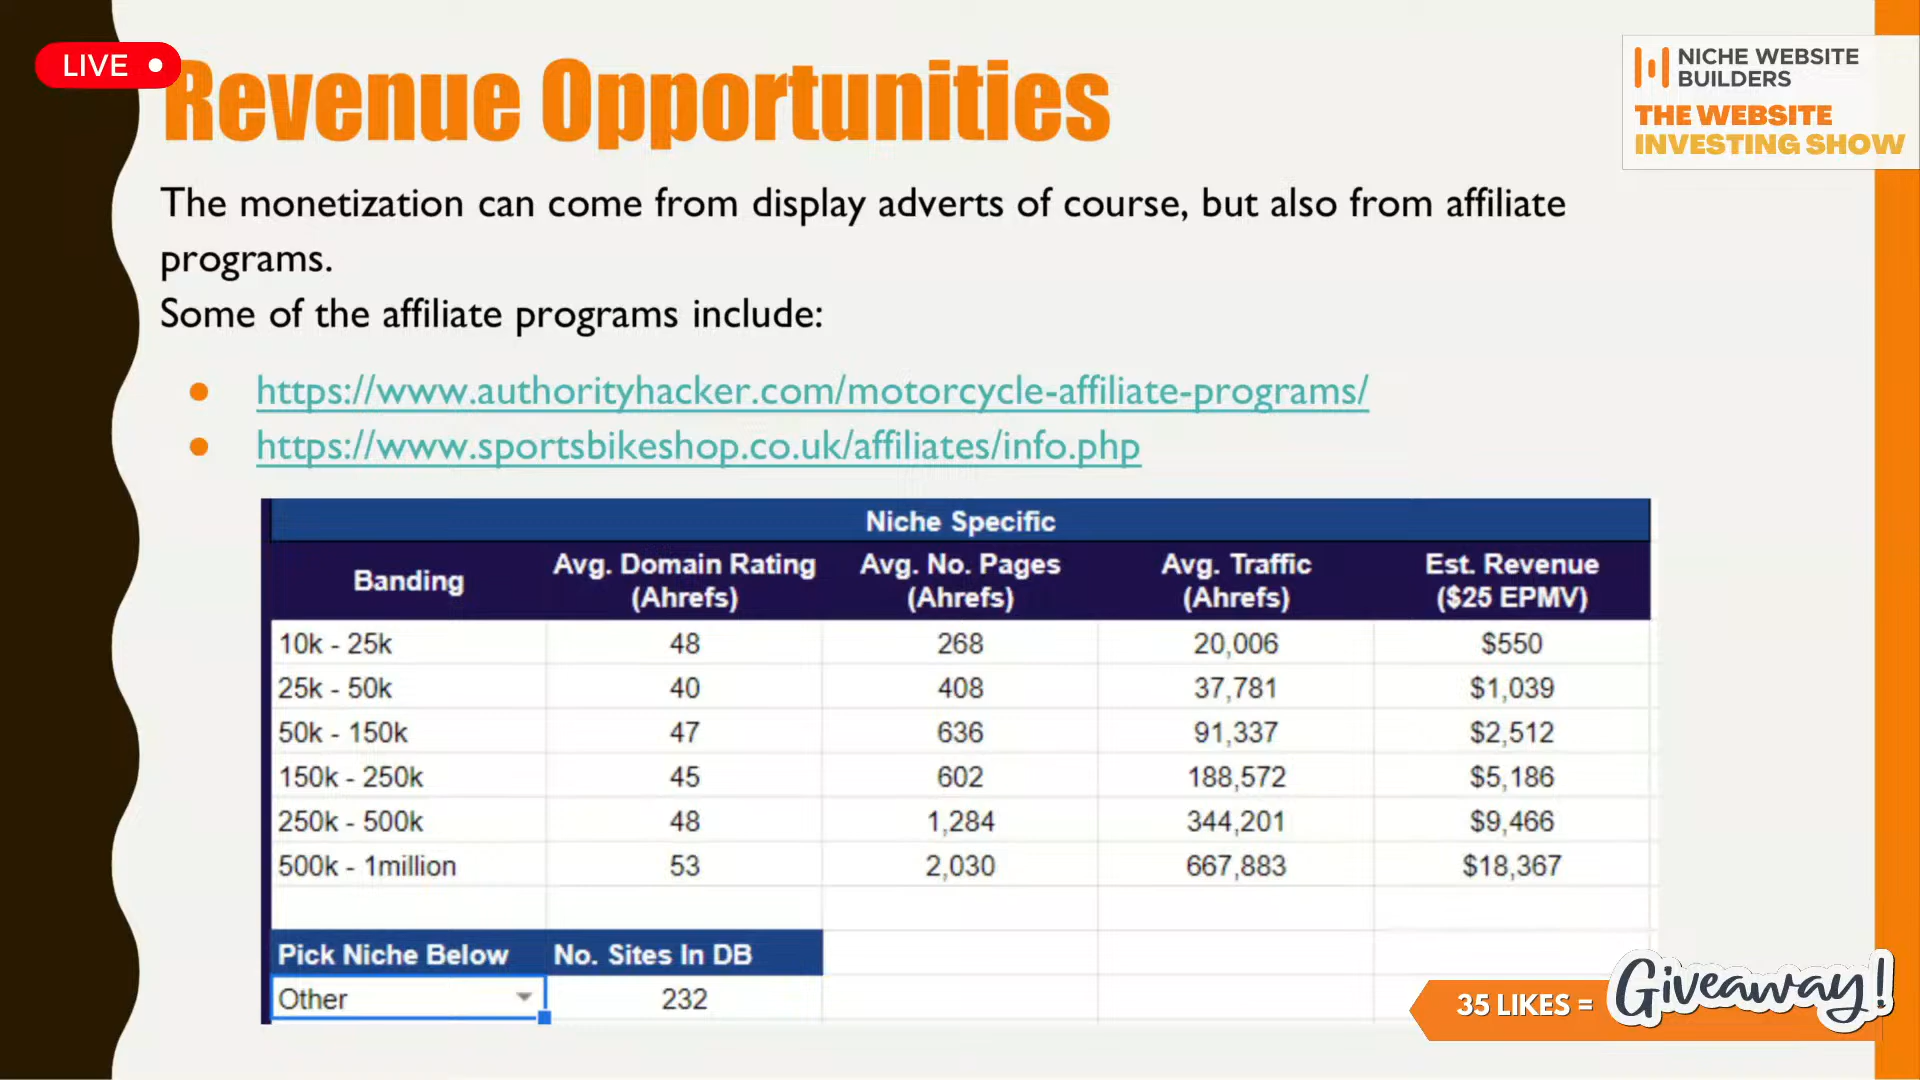 LIVE
Revenue Opportunities
NICHE WEBSITE
BUILDERS
THE WEBSITE
INVESTING SHOW
The monetization can come from display adverts of course, but also from affiliate
programs.
Some of the affiliate programs include:
https://www.authorityhacker.com/motorcycle-affiliate-programs/
https://www.sportsbikeshop.co.uk/affiliates/info.php
Niche Specific
Banding Avg. Domain Rating (Ahrefs) Avg. No. Pages (Ahrefs) Avg. Traffic (Ahrefs) Est. Revenue ($25 EPMV)
10k - 25k 48 268 20,006 $550
25k - 50k 40 408 37,781 $1,039
50k - 150k 47 636 91,337 $2,512
150k - 250k 45 602 188,572 $5,186
250k - 500k 48 1,284 344,201 $9,466
500k - 1million 53 2,030 667,883 $18,367
Pick Niche Below No. Sites In DB
Other 232
35 LIKES = Giveaway!